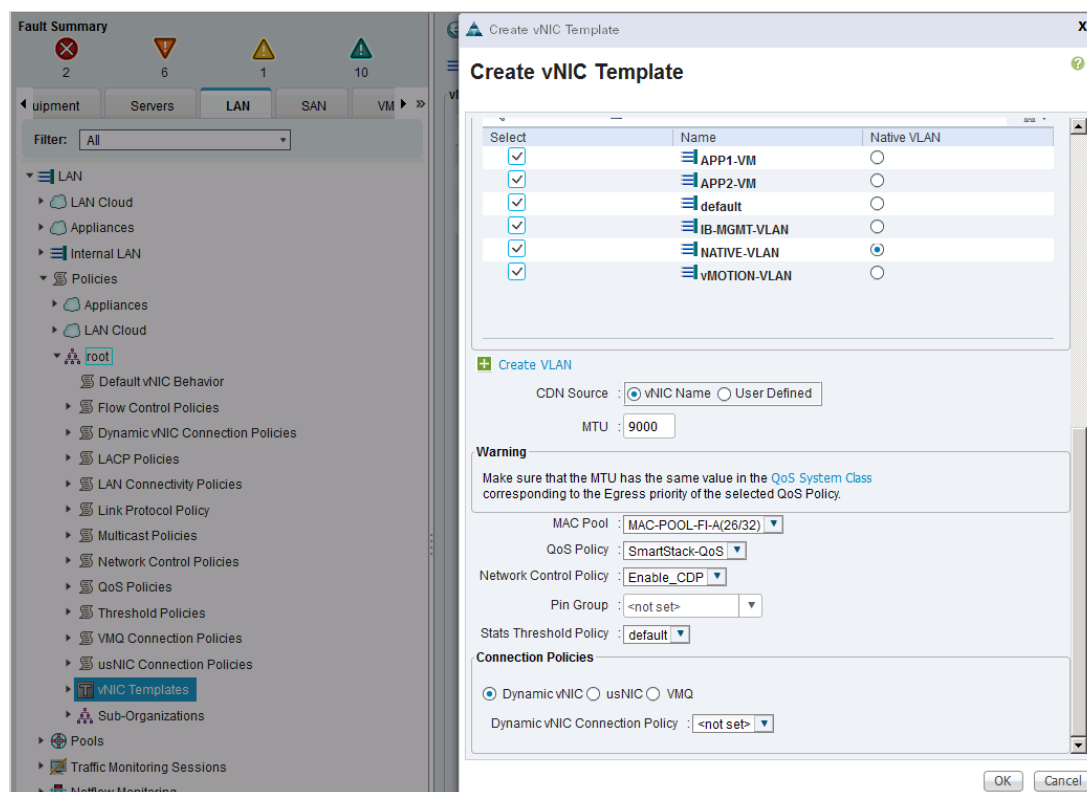 Fault Summary
2 6 1 10
uipment Servers LAN SAN VM »
Filter: All
LAN
LAN Cloud
Appliances
Internal LAN
Policies
Appliances
LAN Cloud
root
Default vNIC Behavior
Flow Control Policies
Dynamic vNIC Connection Policies
LACP Policies
LAN Connectivity Policies
Link Protocol Policy
Multicast Policies
Network Control Policies
QoS Policies
Threshold Policies
VMQ Connection Policies
usNIC Connection Policies
vNIC Templates
Sub-Organizations
Pools
Traffic Monitoring Sessions
Netflow Monitoring
Create vNIC Template X
Create vNIC Template
Select Name Native VLAN
APP1-VM
APP2-VM
default
IB-MGMT-VLAN
NATIVE-VLAN
vMOTION-VLAN
Create VLAN
CDN Source : vNIC Name User Defined
MTU : 9000
Warning
Make sure that the MTU has the same value in the QoS System Class
corresponding to the Egress priority of the selected QoS Policy.
MAC Pool : MAC-POOL-FI-A(26/32)
QoS Policy : SmartStack-QoS
Network Control Policy : Enable_CDP
Pin Group : <not set>
Stats Threshold Policy : default
Connection Policies
Dynamic vNIC usNIC VMQ
Dynamic vNIC Connection Policy : <not set>
OK Cancel